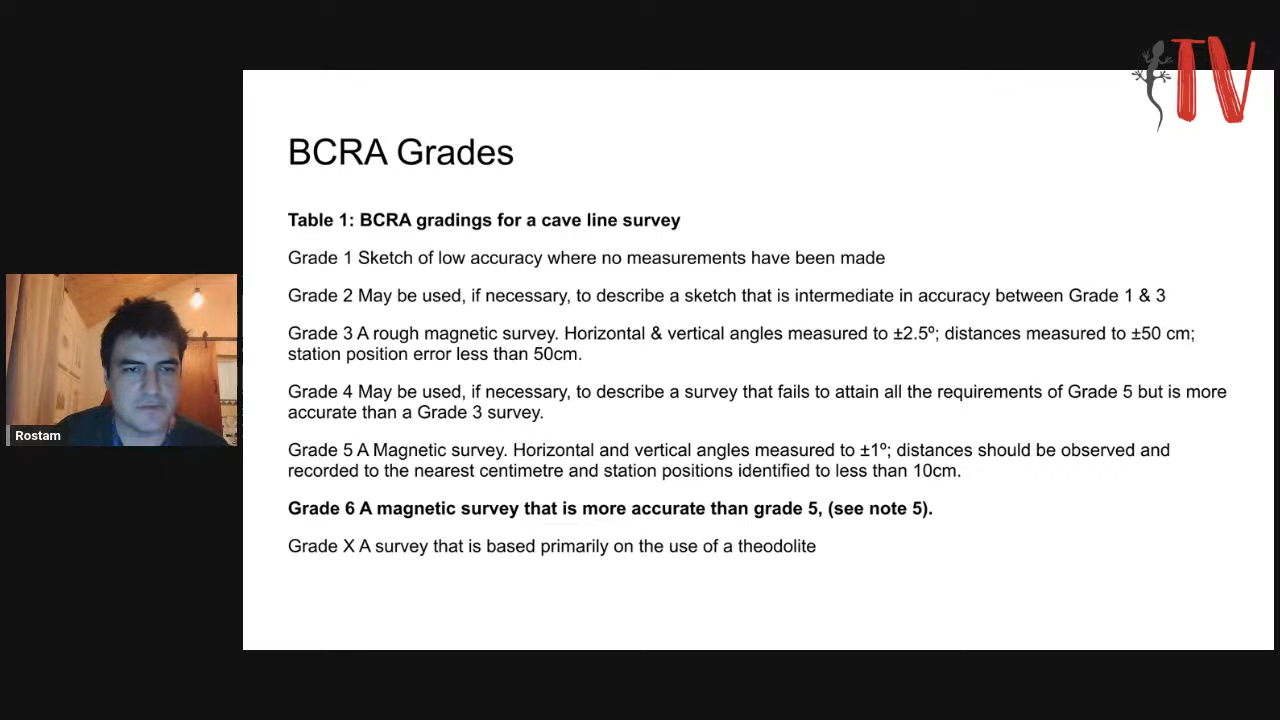 TV
BCRA Grades
Table 1: BCRA gradings for a cave line survey
Grade 1 Sketch of low accuracy where no measurements have been made
Grade 2 May be used, if necessary, to describe a sketch that is intermediate in accuracy between Grade 1 & 3
Grade 3 A rough magnetic survey. Horizontal & vertical angles measured to ±2.5º; distances measured to ±50 cm;
station position error less than 50cm.
Grade 4 May be used, if necessary, to describe a survey that fails to attain all the requirements of Grade 5 but is more
accurate than a Grade 3 survey.
Grade 5 A Magnetic survey. Horizontal and vertical angles measured to ±1º; distances should be observed and
recorded to the nearest centimetre and station positions identified to less than 10cm.
Grade 6 A magnetic survey that is more accurate than grade 5, (see note 5).
Grade X A survey that is based primarily on the use of a theodolite
Rostam